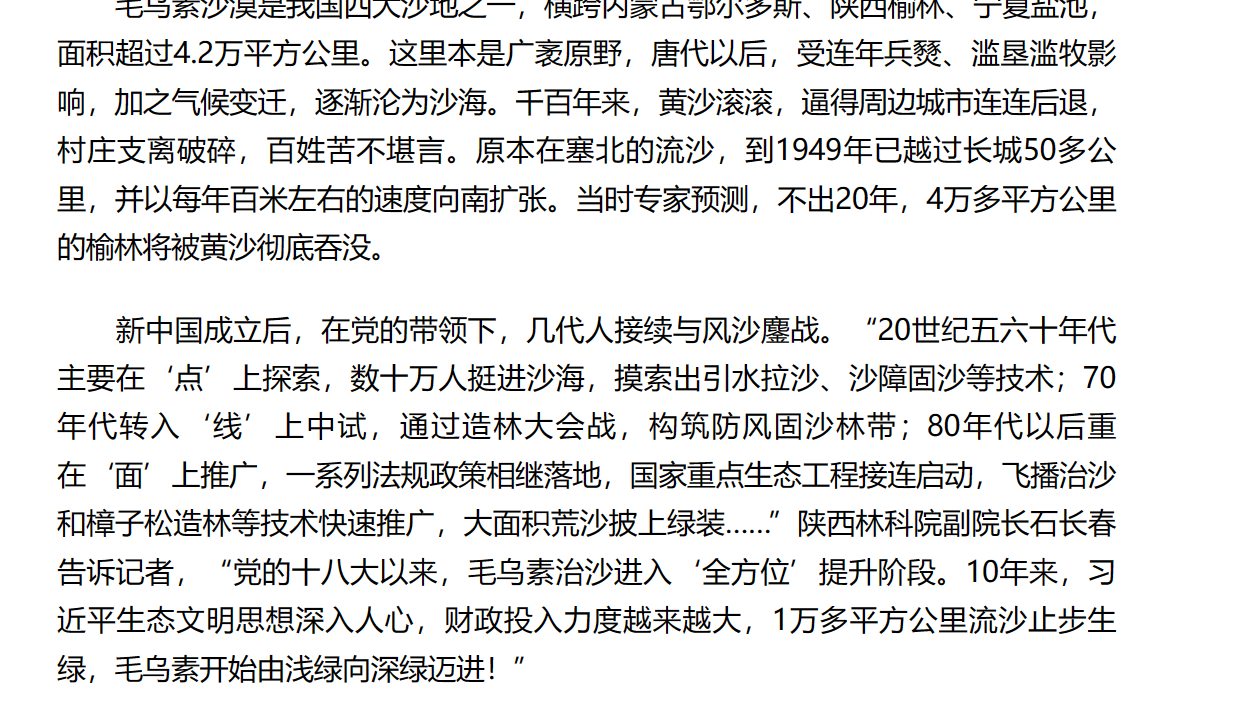 毛乌素沙漠是我国四大沙地之一，横跨内蒙古鄂尔多斯、陕西榆林、宁夏盐池，
面积超过4.2万平方公里。这里本是广袤原野，唐代以后，受连年兵燹、滥垦滥牧影
响，加之气候变迁，逐渐沦为沙海。千百年来，黄沙滚滚，逼得周边城市连连后退，
村庄支离破碎，百姓苦不堪言。原本在塞北的流沙，到1949年已越过长城50多公
里，并以每年百米左右的速度向南扩张。当时专家预测，不出20年，4万多平方公里
的榆林将被黄沙彻底吞没。
新中国成立后，在党的带领下，几代人接续与风沙鏖战。“20世纪五六十年代
主要在‘点’上探索，数十万人挺进沙海，摸索出引水拉沙、沙障固沙等技术；70
年代转入‘线’上中试，通过造林大会战，构筑防风固沙林带；80年代以后重
在‘面’上推广，一系列法规政策相继落地，国家重点生态工程接连启动，飞播治沙
和樟子松造林等技术快速推广，大面积荒沙披上绿装……”陕西林科院副院长石长春
告诉记者，“党的十八大以来，毛乌素治沙进入‘全方位’提升阶段。10年来，习
近平生态文明思想深入人心，财政投入力度越来越大，1万多平方公里流沙止步生
绿，毛乌素开始由浅绿向深绿迈进！”